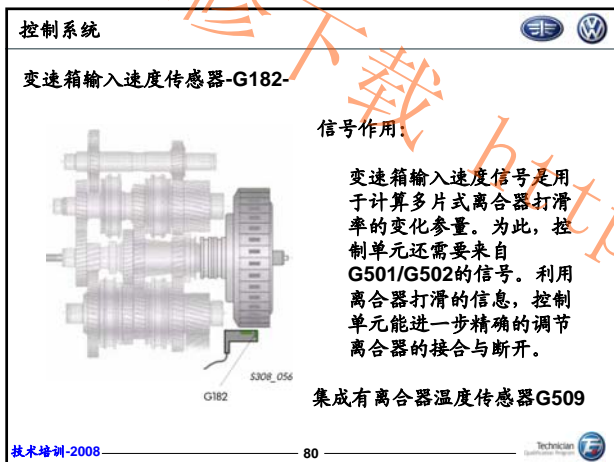 控制系统
变速箱输入速度传感器-G182-
修下载 http
信号作用:
变速箱输入速度信号是用
于计算多片式离合器打滑
率的变化参量。为此，控
制单元还需要来自
G501/G502的信号。利用
离合器打滑的信息，控制
单元能进一步精确的调节
离合器的接合与断开。
S308_056
G182
集成有离合器温度传感器G509
技术培训-2008
80
Technician
Qualification Program